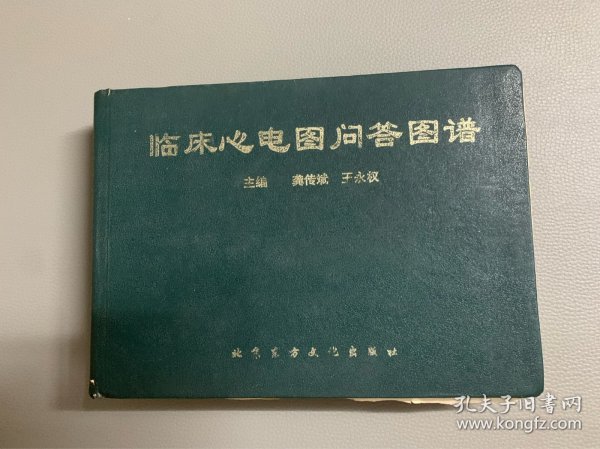 临床心电图问答图谱
主编 龚传斌 王永权
北京东方文化出版社
孔夫子旧书网
www.kongfz.com